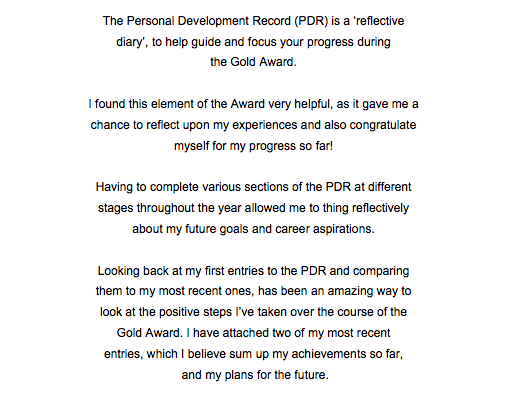 The Personal Development Record (PDR) is a ‘reflective
diary’, to help guide and focus your progress during
the Gold Award.
I found this element of the Award very helpful, as it gave me a
chance to reflect upon my experiences and also congratulate
myself for my progress so far!
Having to complete various sections of the PDR at different
stages throughout the year allowed me to thing reflectively
about my future goals and career aspirations.
Looking back at my first entries to the PDR and comparing
them to my most recent ones, has been an amazing way to
look at the positive steps I’ve taken over the course of the
Gold Award. I have attached two of my most recent
entries, which I believe sum up my achievements so far,
and my plans for the future.